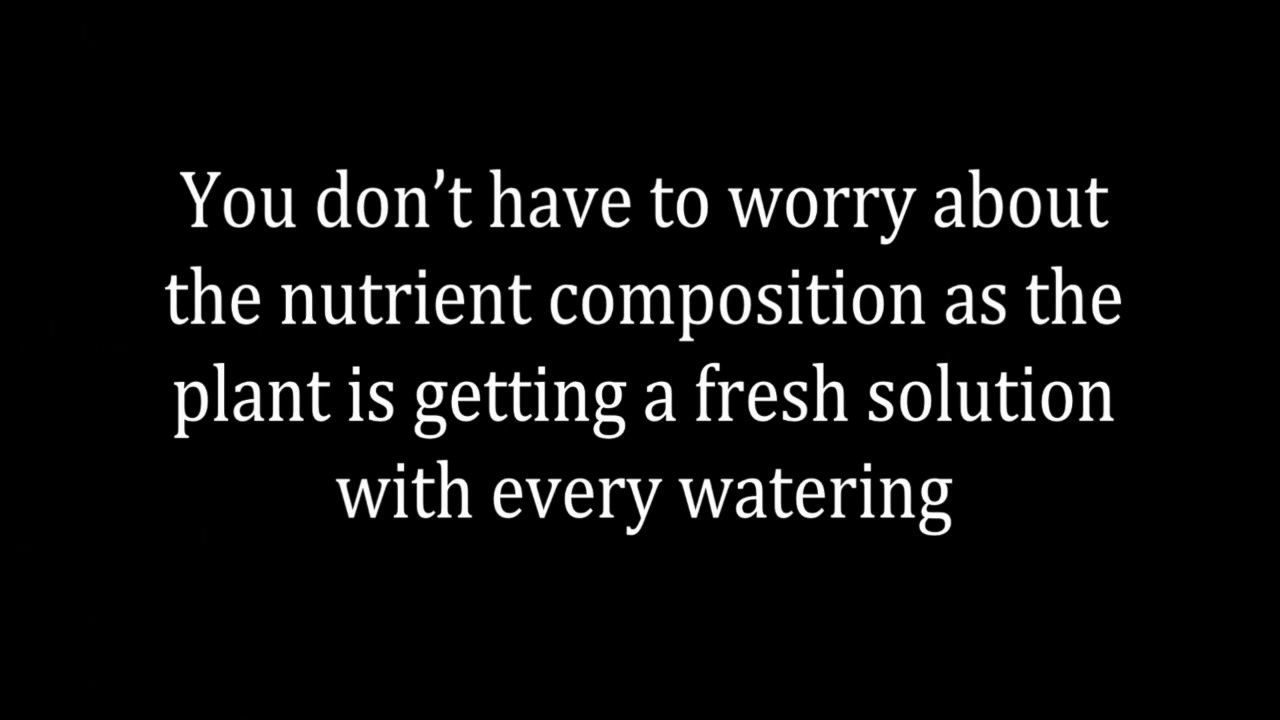 You don’t have to worry about
the nutrient composition as the
plant is getting a fresh solution
with every watering